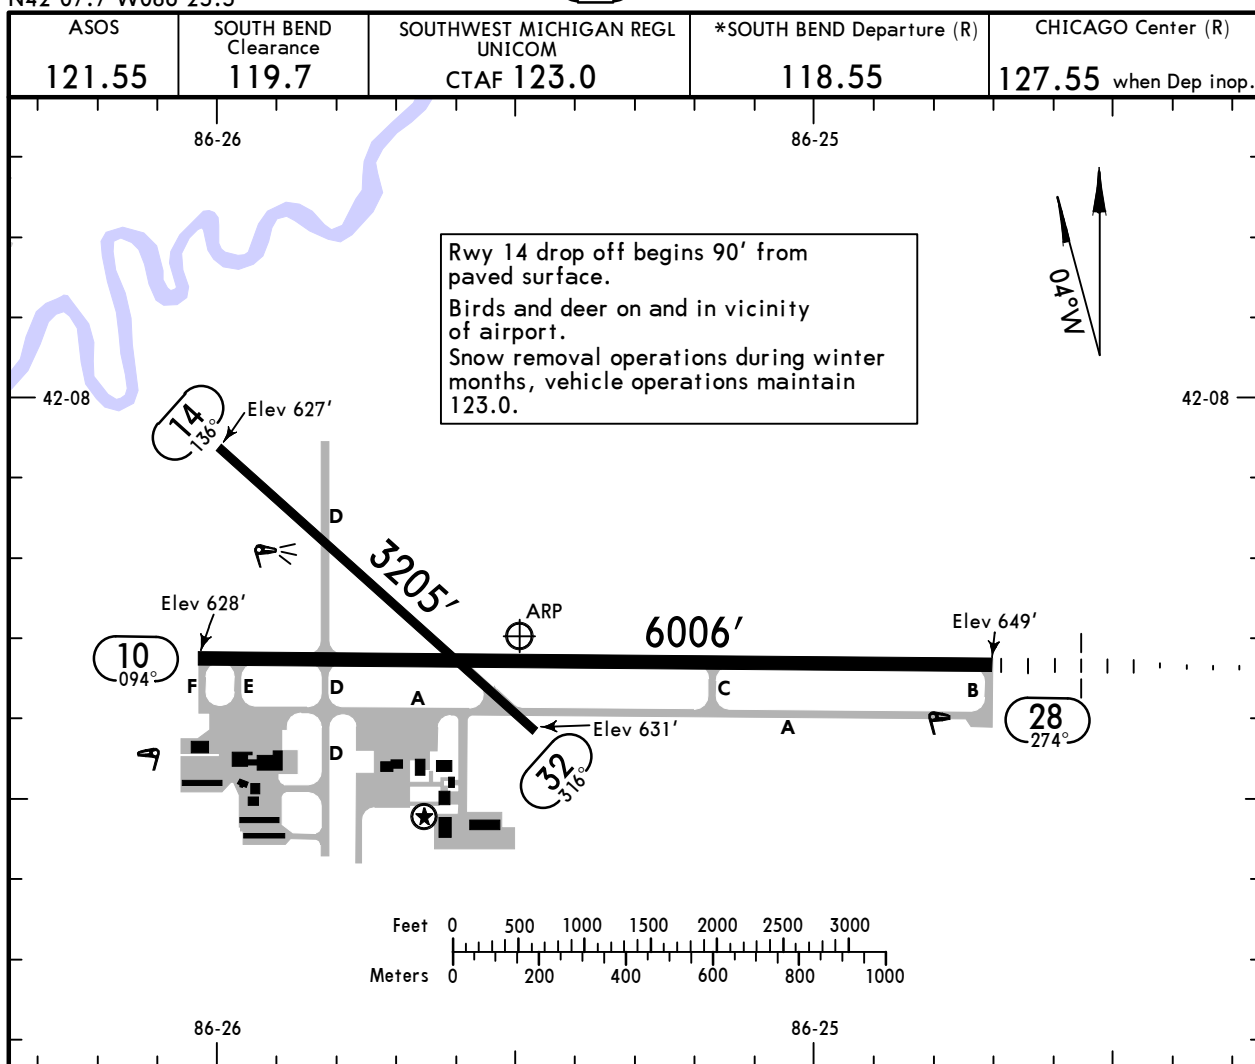 ASOS
121.55
SOUTH BEND
Clearance
119.7
SOUTHWEST MICHIGAN REGL
UNICOM
CTAF 123.0
*SOUTH BEND Departure (R)
118.55
CHICAGO Center (R)
127.55 when Dep inop.
86-26
86-25
04°W
Rwy 14 drop off begins 90' from
paved surface.
Birds and deer on and in vicinity
of airport.
Snow removal operations during winter
months, vehicle operations maintain
123.0.
42-08
42-08
14
136°
Elev 627'
D
3205'
Elev 628'
ARP
6006'
Elev 649'
10
094°
F
E
D
A
C
B
28
274°
A
Elev 631'
D
32
316°
Feet 0 500 1000 1500 2000 2500 3000
Meters 0 200 400 600 800 1000
86-26
86-25